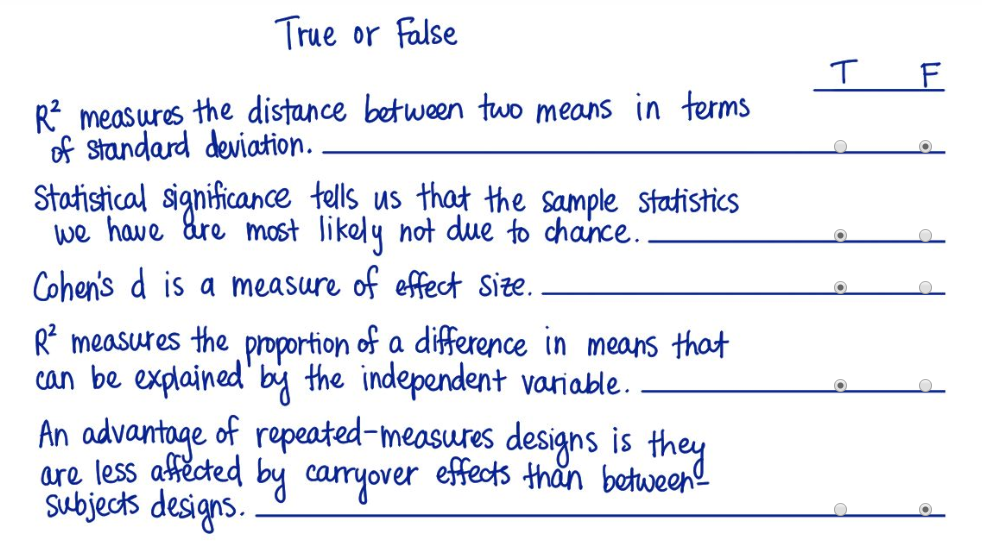 True or False
T F
R² measures the distance between two means in terms
of standard deviation.
Statistical significance tells us that the sample statistics
we have are most likely not due to chance.
Cohen's d is a measure of effect size.
R² measures the proportion of a difference in means that
can be explained by the independent variable.
An advantage of repeated-measures designs is they
are less affected by carryover effects than between-
subjects designs.